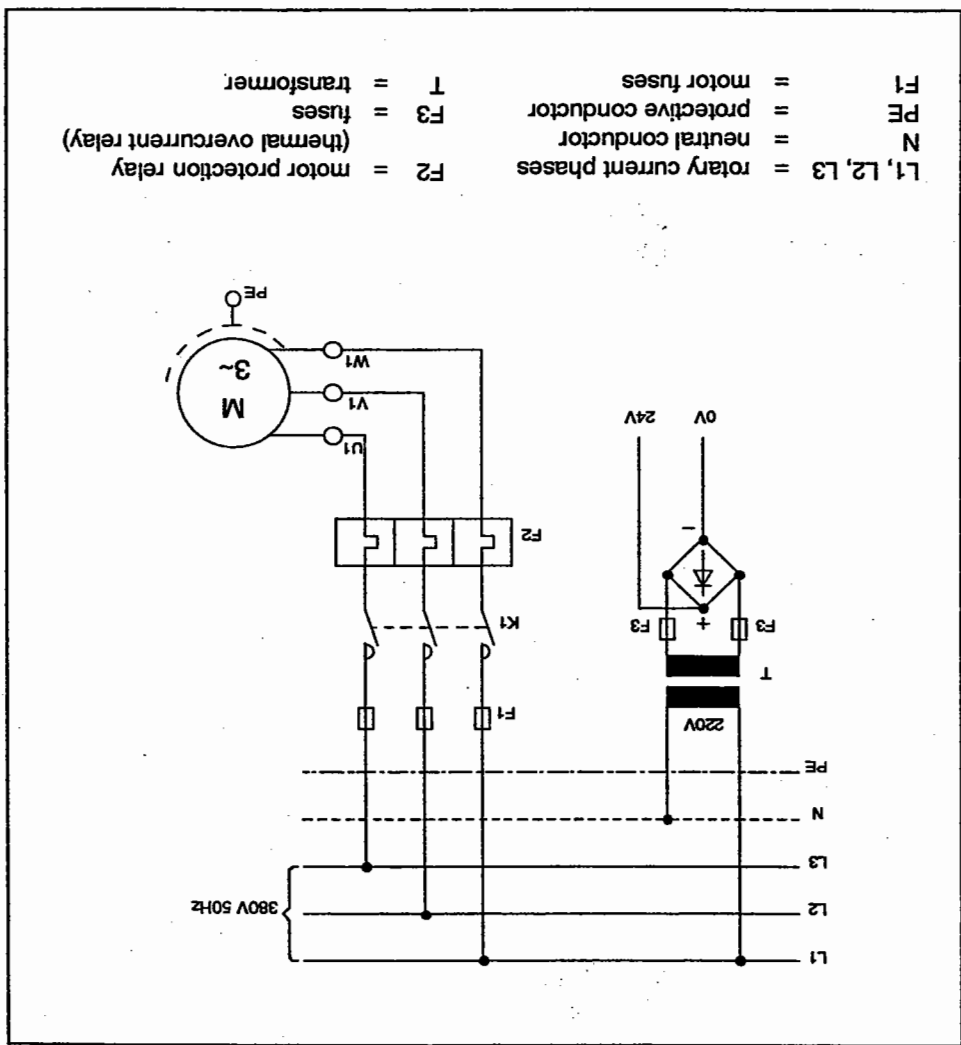 L1
L2
380V 50Hz
L3
N
PE
220V
F1
T
F3
+
F3
K1
-
F2
0V
24V
U1
V1
W1
M
3~
PE
L1, L2, L3 = rotary current phases
N = neutral conductor
PE = protective conductor
F1 = motor fuses
F2 = motor protection relay
(thermal overcurrent relay)
F3 = fuses
T = transformer